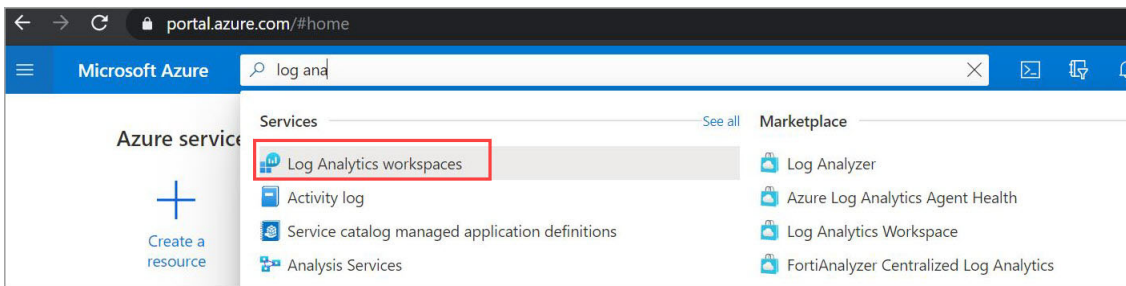 portal.azure.com/#home
Microsoft Azure
log ana
Azure service
Create a
resource
Services
See all
Log Analytics workspaces
Activity log
Service catalog managed application definitions
Analysis Services
Marketplace
Log Analyzer
Azure Log Analytics Agent Health
Log Analytics Workspace
FortiAnalyzer Centralized Log Analytics